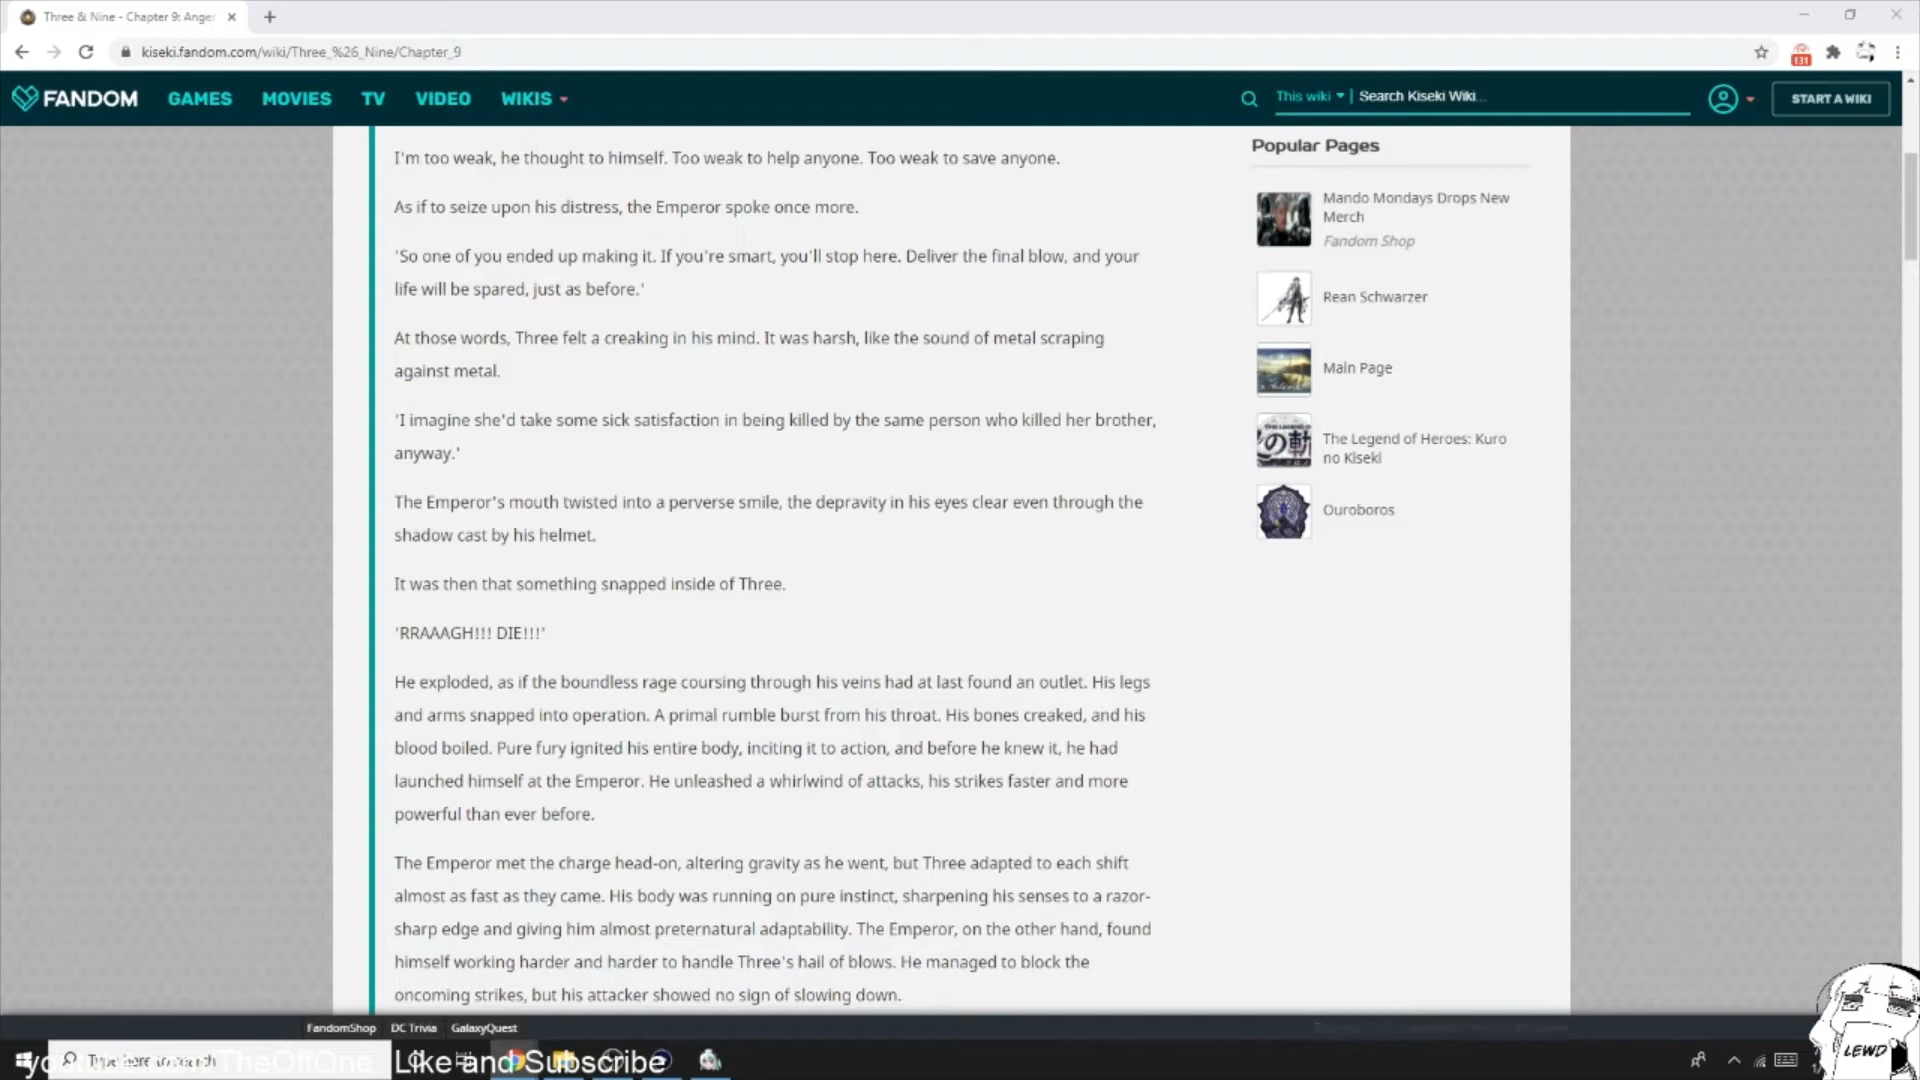 Three & Nine - Chapter 9: Anger
kiseki.fandom.com/wiki/Three_%26_Nine/Chapter_9
131
FANDOM GAMES MOVIES TV VIDEO WIKIS This wiki Search Kiseki Wiki... START A WIKI
I'm too weak, he thought to himself. Too weak to help anyone. Too weak to save anyone.
As if to seize upon his distress, the Emperor spoke once more.
'So one of you ended up making it. If you're smart, you'll stop here. Deliver the final blow, and your
life will be spared, just as before.'
At those words, Three felt a creaking in his mind. It was harsh, like the sound of metal scraping
against metal.
'I imagine she'd take some sick satisfaction in being killed by the same person who killed her brother,
anyway.'
The Emperor's mouth twisted into a perverse smile, the depravity in his eyes clear even through the
shadow cast by his helmet.
It was then that something snapped inside of Three.
'RRAAAGH!!! DIE!!!'
He exploded, as if the boundless rage coursing through his veins had at last found an outlet. His legs
and arms snapped into operation. A primal rumble burst from his throat. His bones creaked, and his
blood boiled. Pure fury ignited his entire body, inciting it to action, and before he knew it, he had
launched himself at the Emperor. He unleashed a whirlwind of attacks, his strikes faster and more
powerful than ever before.
The Emperor met the charge head-on, altering gravity as he went, but Three adapted to each shift
almost as fast as they came. His body was running on pure instinct, sharpening his senses to a razor-
sharp edge and giving him almost preternatural adaptability. The Emperor, on the other hand, found
himself working harder and harder to handle Three's hail of blows. He managed to block the
oncoming strikes, but his attacker showed no sign of slowing down.
Popular Pages
Mando Mondays Drops New
Merch
Fandom Shop
Rean Schwarzer
Main Page
The Legend of Heroes: Kuro
no Kiseki
Ouroboros
FandomShop DC Trivia GalaxyQuest
Type here to search
youtube.com/TheOffOne Like and Subscribe
LEWD